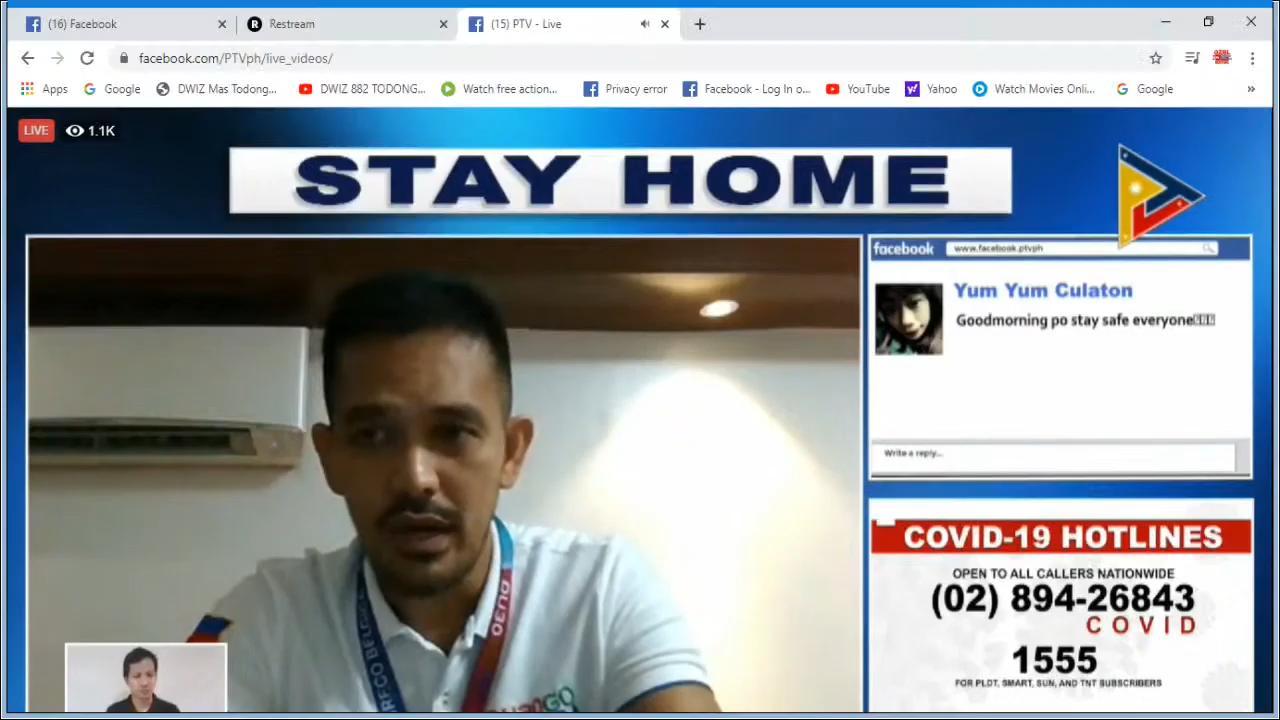 (16) Facebook
Restream
(15) PTV - Live
facebook.com/PTVph/live_videos/
Apps
Google
DWIZ Wes Todong...
DWIZ 882 TODONG...
Watch free action...
Privacy error
Facebook - Log In o...
YouTube
Yahoo
Watch Movies Onli...
Google
»
LIVE
1.1K
STAY HOME
facebook
www.facebook.ptvph
Yum Yum Culaton
Goodmorning po stay safe everyone
Write a reply...
COVID-19 HOTLINES
OPEN TO ALL CALLERS NATIONWIDE
(02) 894-26843
COVID
1555
FOR PLDT, SMART, SUN, AND TNT SUBSCRIBERS